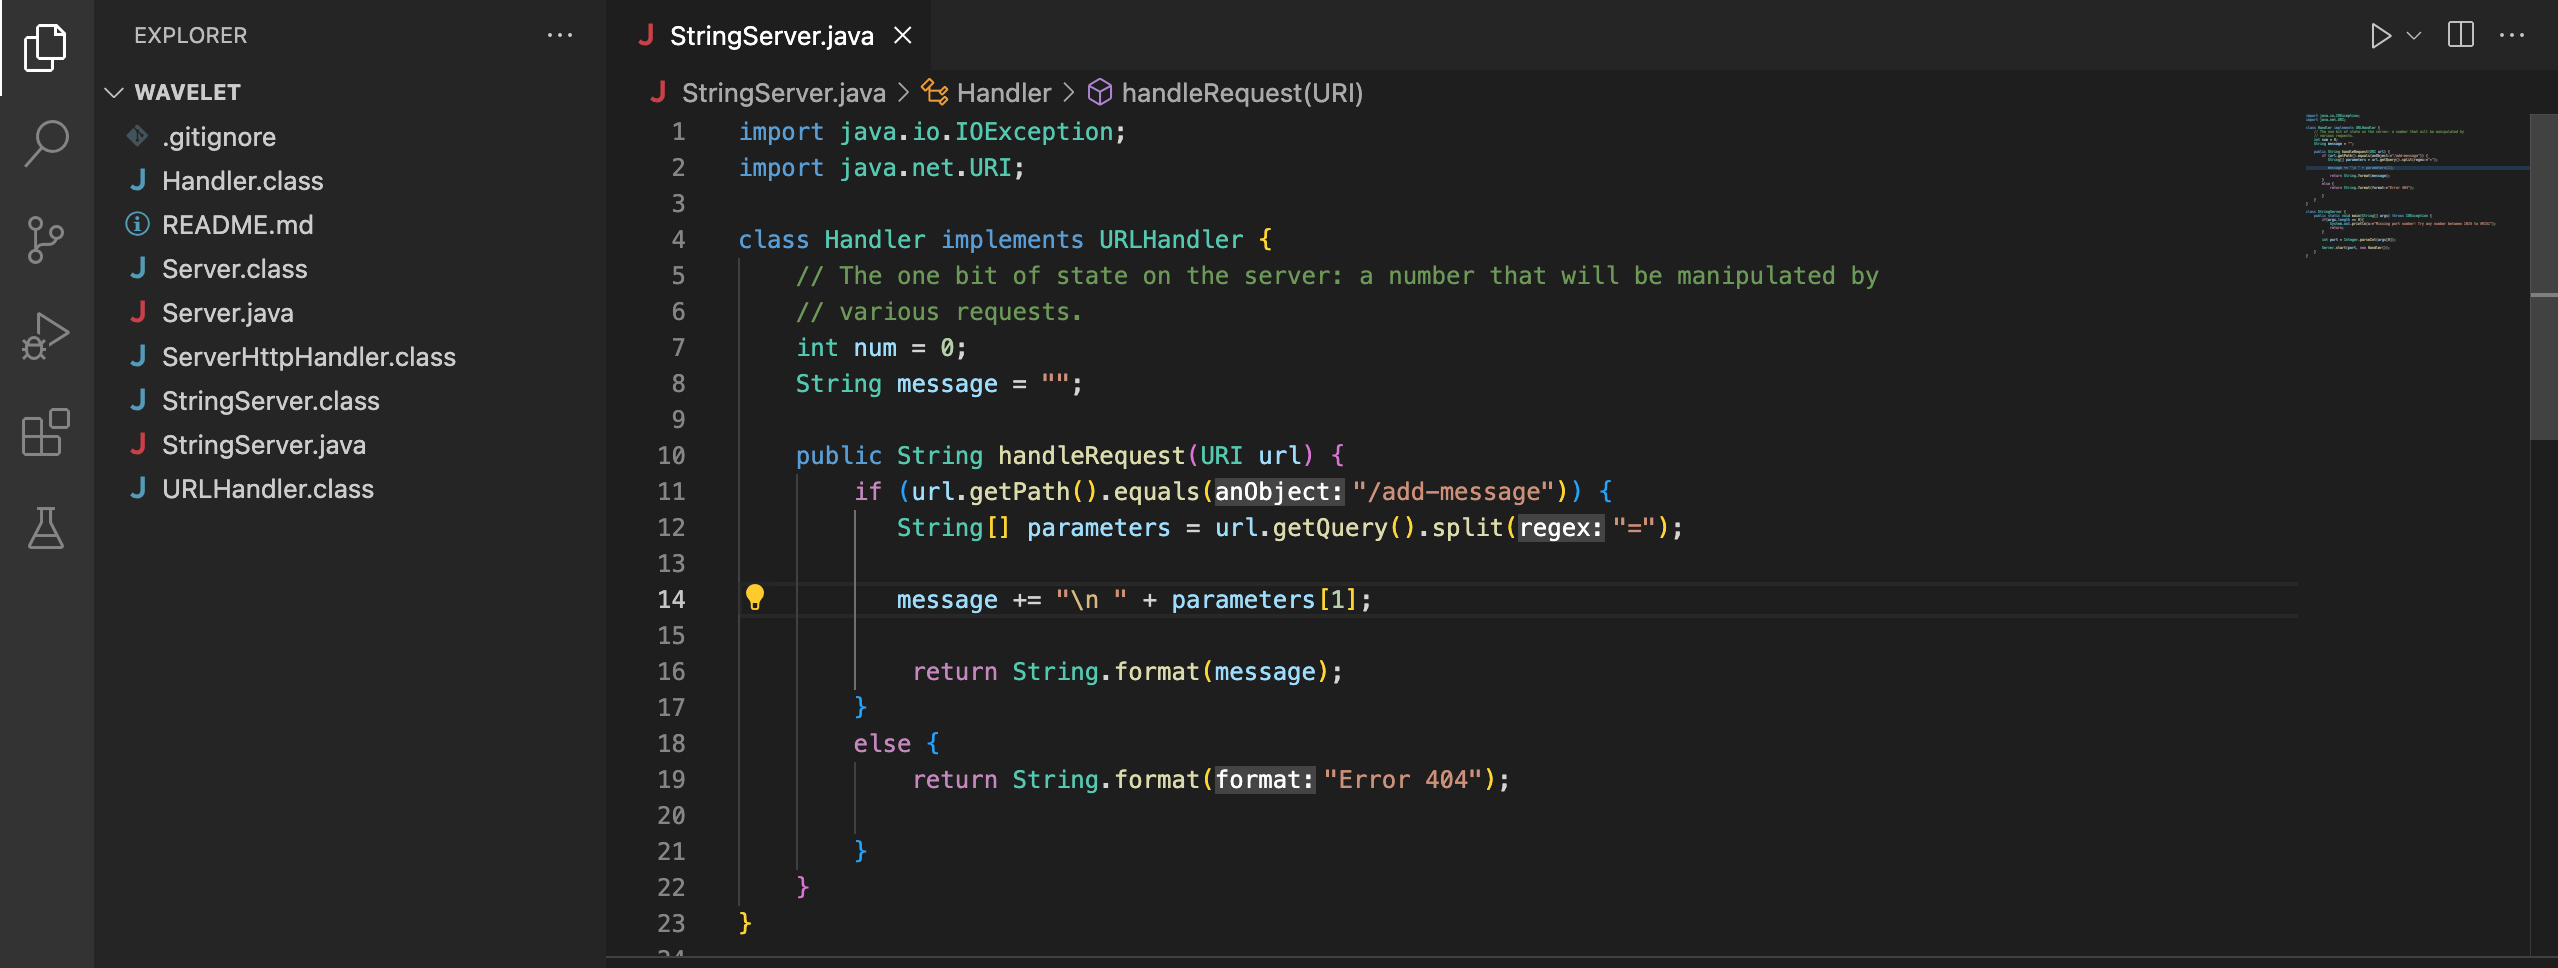 EXPLORER
WAVELET
.gitignore
Handler.class
README.md
Server.class
Server.java
ServerHttpHandler.class
StringServer.class
StringServer.java
URLHandler.class
StringServer.java
StringServer.java > Handler > handleRequest(URI)
1 import java.io.IOException;
2 import java.net.URI;
3
4 class Handler implements URLHandler {
5 // The one bit of state on the server: a number that will be manipulated by
6 // various requests.
7 int num = 0;
8 String message = "";
9
10 public String handleRequest(URI url) {
11 if (url.getPath().equals(anObject: "/add-message")) {
12 String[] parameters = url.getQuery().split(regex: "=");
13
14 message += "\n " + parameters[1];
15
16 return String.format(message);
17 }
18 else {
19 return String.format(format: "Error 404");
20
21 }
22 }
23 }